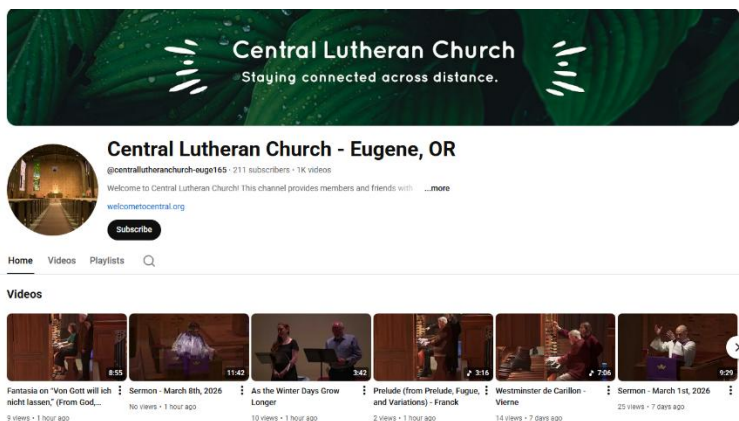 Central Lutheran Church
Staying connected across distance.
Central Lutheran Church - Eugene, OR
@centrallutheranchurch-euge165 · 211 subscribers · 1K videos
Welcome to Central Lutheran Church! This channel provides members and friends with ...more
welcometocentral.org
Subscribe
Home Videos Playlists
Videos
8:55
11:42
3:42
3:16
7:06
9:29
Fantasia on "Von Gott will ich
nicht lassen," (From God,...
9 views · 1 hour ago
Sermon - March 8th, 2026
No views · 1 hour ago
As the Winter Days Grow
Longer
10 views · 1 hour ago
Prelude (from Prelude, Fugue,
and Variations) - Franck
2 views · 1 hour ago
Westminster de Carillon -
Vierne
14 views · 7 days ago
Sermon - March 1st, 2026
25 views · 7 days ago